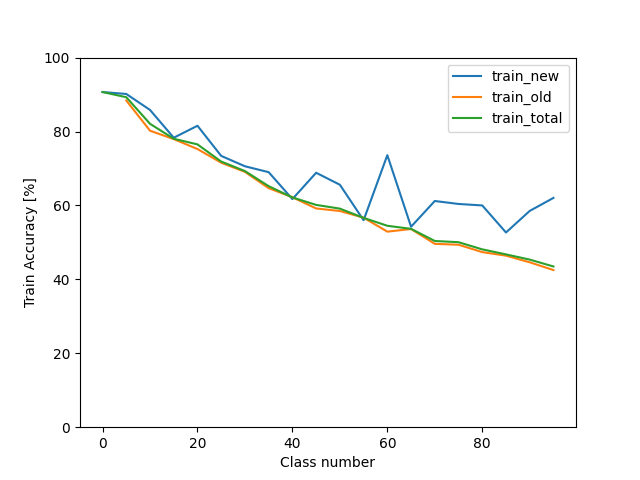 train_new
train_old
train_total
Train Accuracy [%]
100
80
60
40
20
0
0 20 40 60 80
Class number